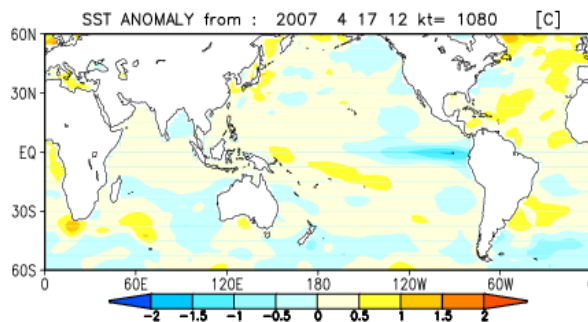 SST ANOMALY from : 2007 4 17 12 kt= 1080 [C]
60N
30N
EQ
30S
60S
0 60E 120E 180 120W 60W 0
-2 -1.5 -1 -0.5 0 0.5 1 1.5 2